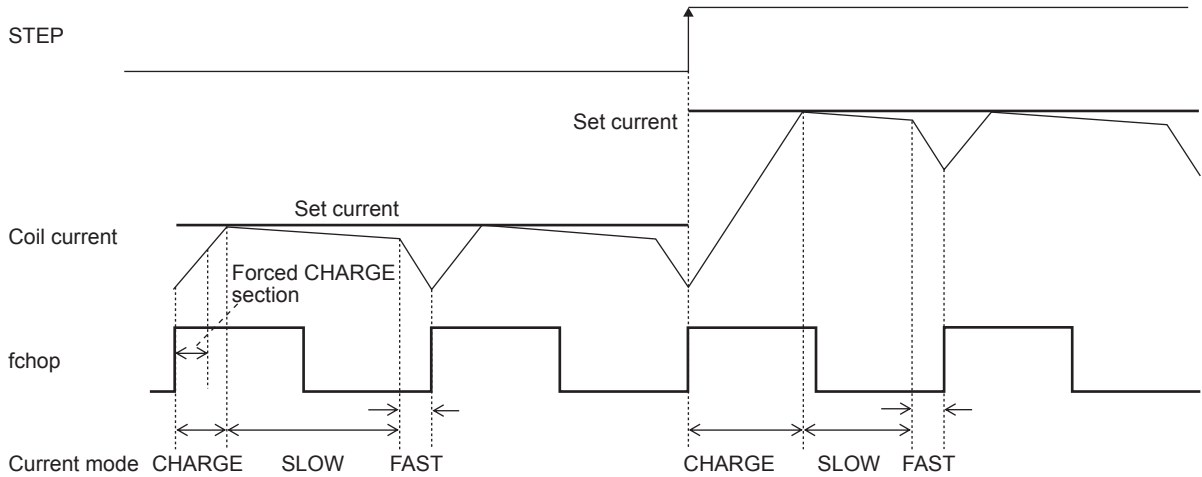 STEP
Set current
Set current
Coil current
Forced CHARGE
section
fchop
Current mode CHARGE SLOW FAST CHARGE SLOW FAST